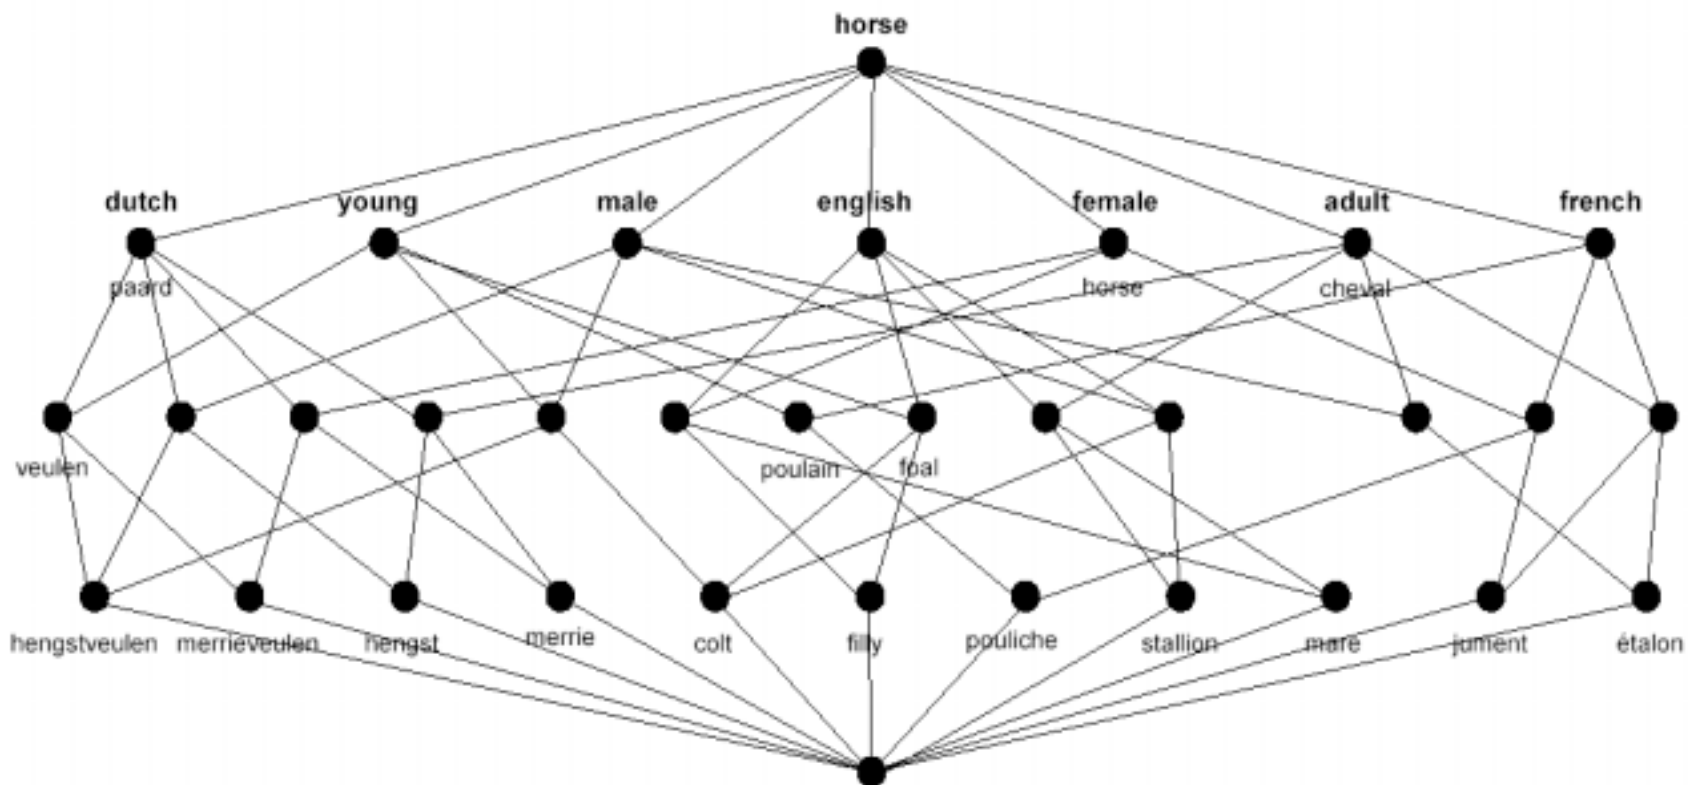 horse
dutch young male english female adult french
paard horse cheval
veulen poulain foal
hengstveulen merrieveulen hengst merrie colt filly pouliche stallion mare jument étalon